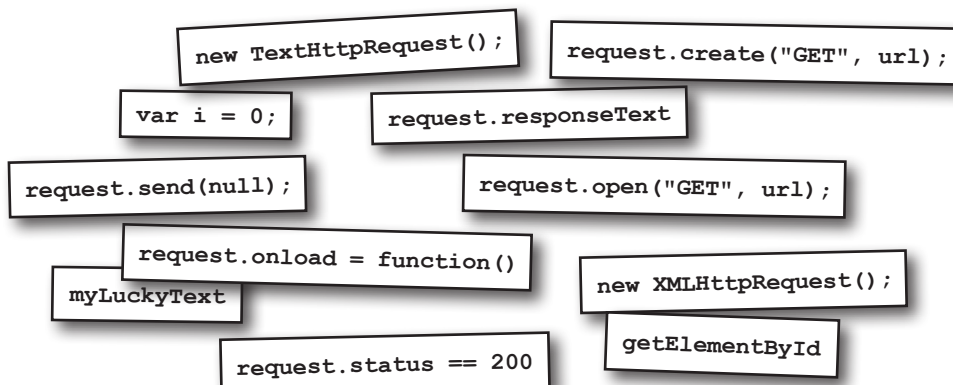 new TextHttpRequest();
request.create("GET", url);
var i = 0;
request.responseText
request.send(null);
request.open("GET", url);
request.onload = function()
myLuckyText
new XMLHttpRequest();
getElementById
request.status == 200